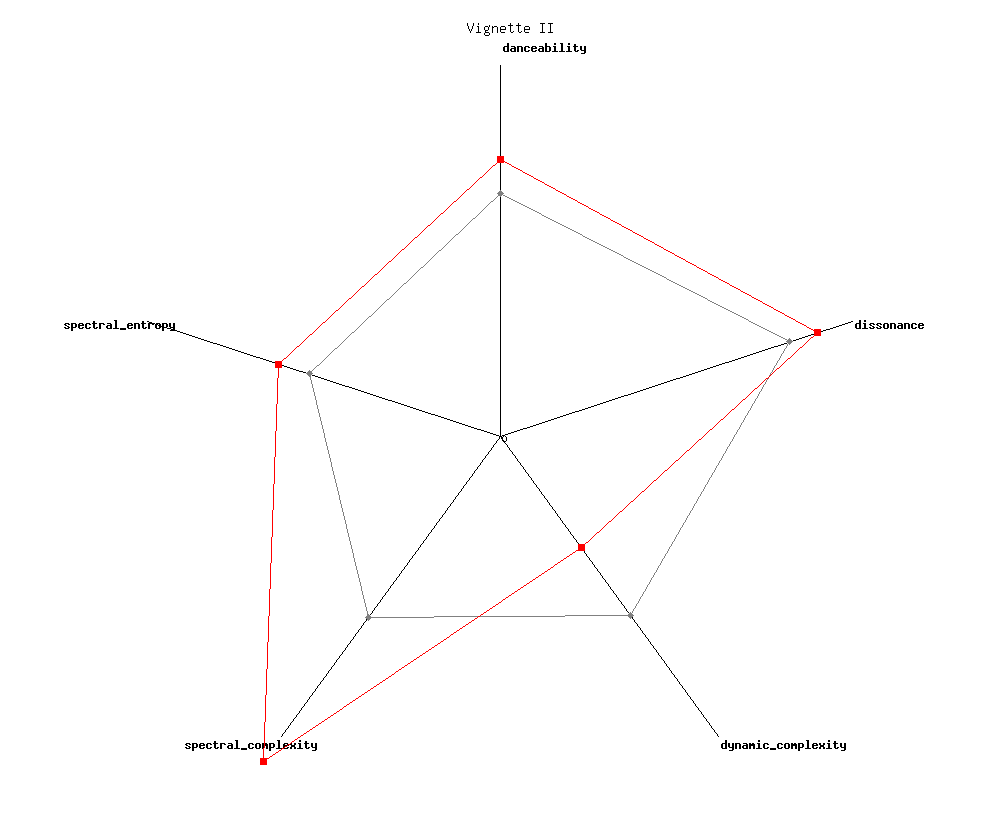 Vignette II
danceability
spectral_entropy
dissonance
0
spectral_complexity
dynamic_complexity